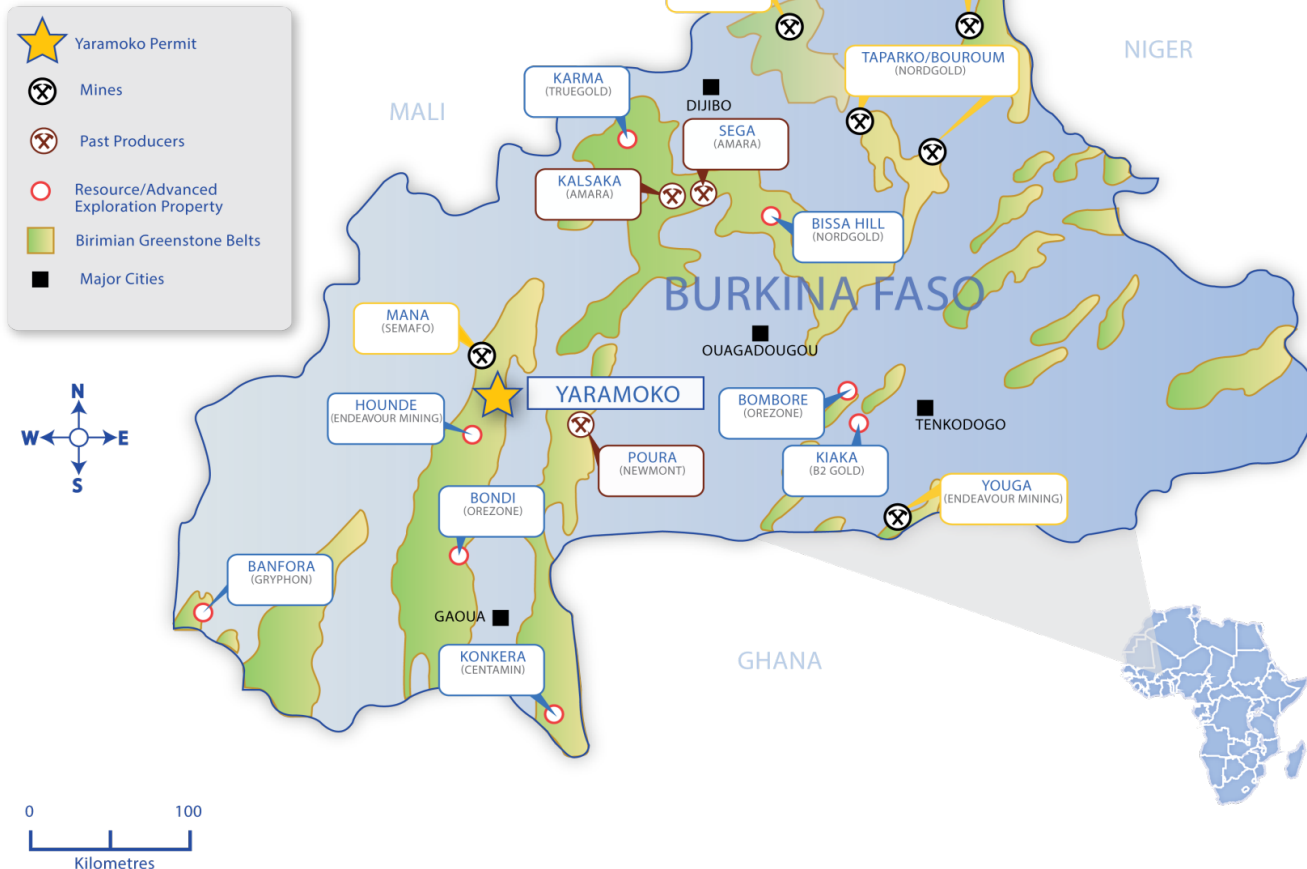 Yaramoko Permit
Mines
Past Producers
Resource/Advanced
Exploration Property
Birimian Greenstone Belts
Major Cities
MALI
NIGER
TAPARKO/BOUROUM
(NORDGOLD)
KARMA
(TRUEGOLD)
DIJIBO
SEGA
(AMARA)
KALSAKA
(AMARA)
BISSA HILL
(NORDGOLD)
BURKINA FASO
MANA
(SEMAFO)
OUAGADOUGOU
YARAMOKO
HOUNDE
(ENDEAVOUR MINING)
BOMBORE
(OREZONE)
TENKODOGO
POURA
(NEWMONT)
KIAKA
(B2 GOLD)
YOUGA
(ENDEAVOUR MINING)
BONDI
(OREZONE)
BANFORA
(GRYPHON)
GAOUA
KONKERA
(CENTAMIN)
GHANA
N
W E
S
0 100
Kilometres